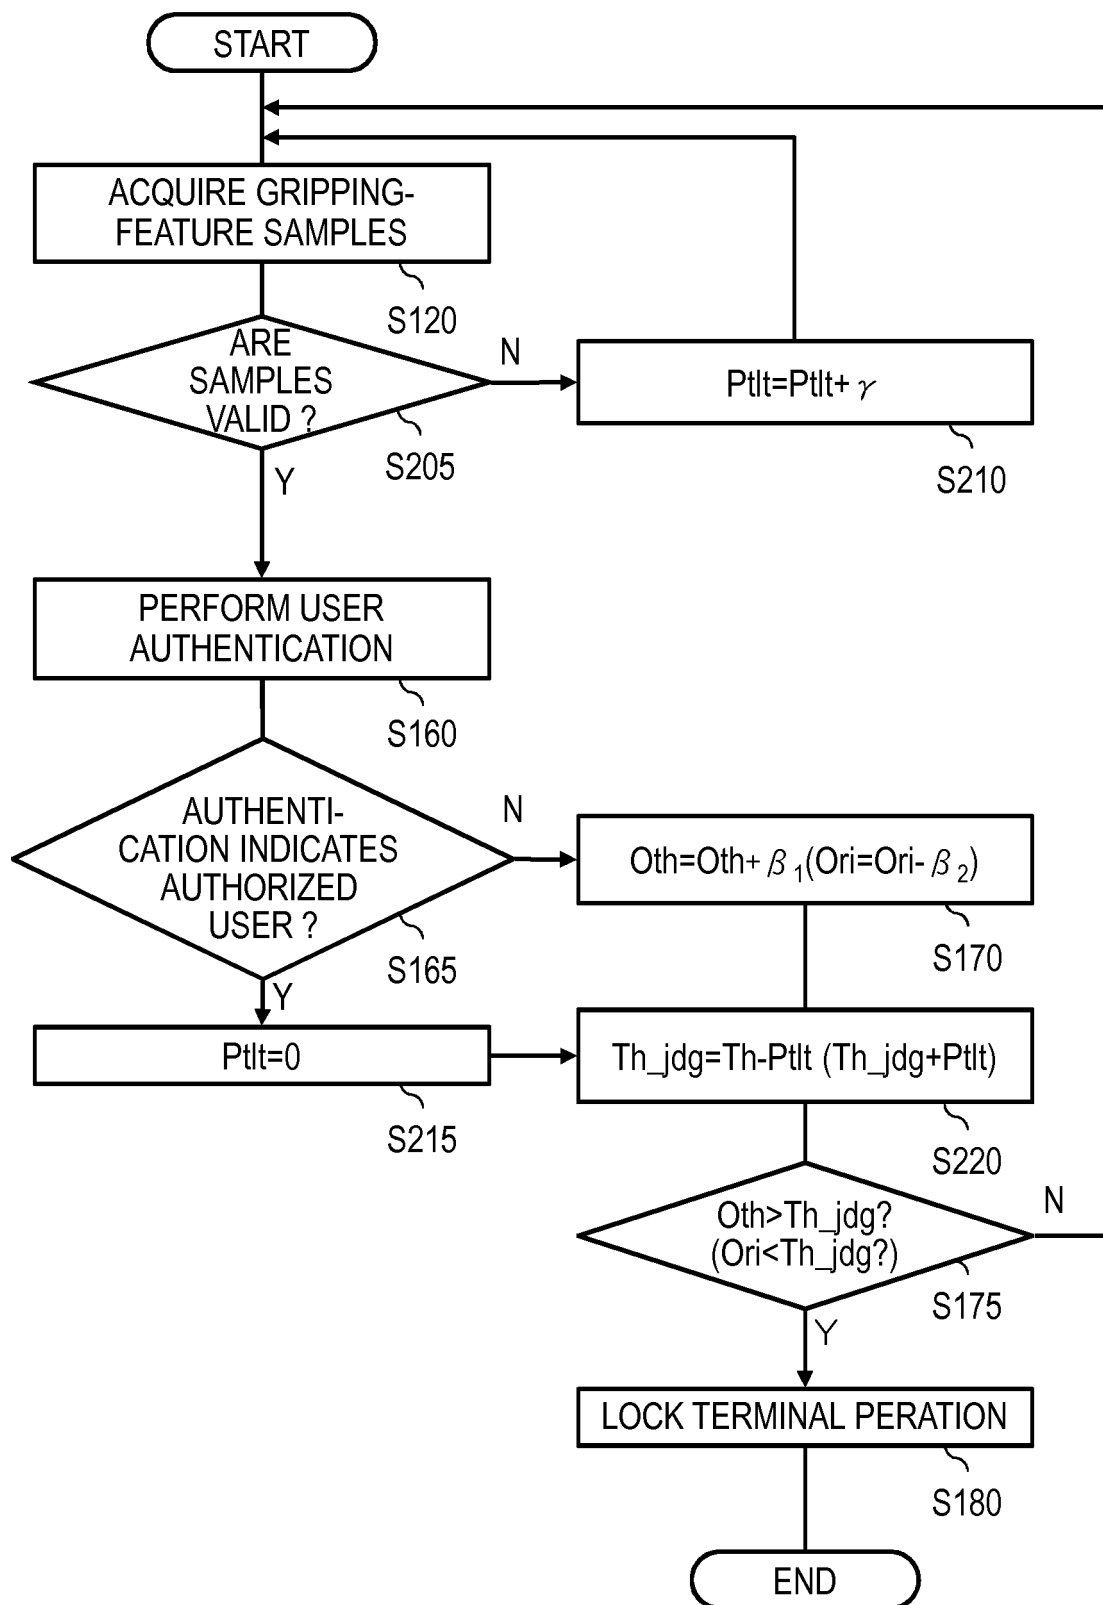 START
ACQUIRE GRIPPING-
FEATURE SAMPLES
S120
ARE
SAMPLES
VALID ?
N
S205
Y
Ptlt=Ptlt+ γ
S210
PERFORM USER
AUTHENTICATION
S160
AUTHENTI-
CATION INDICATES
AUTHORIZED
USER ?
N
S165
Y
Oth=Oth+ β₁(Ori=Ori- β₂)
S170
Ptlt=0
S215
Th_jdg=Th-Ptlt (Th_jdg+Ptlt)
S220
Oth>Th_jdg?
(Ori<Th_jdg?)
N
S175
Y
LOCK TERMINAL PERATION
S180
END